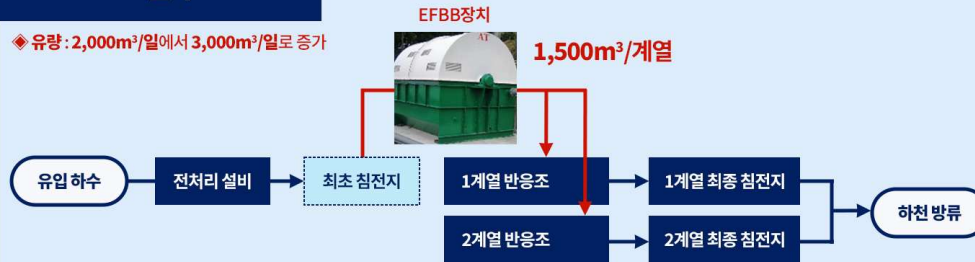 EFBB장치
◈ 유량 : 2,000m³/일에서 3,000m³/일로 증가
AT
1,500m³/계열
유입 하수
전처리 설비
최초 침전지
1계열 반응조
1계열 최종 침전지
하천 방류
2계열 반응조
2계열 최종 침전지